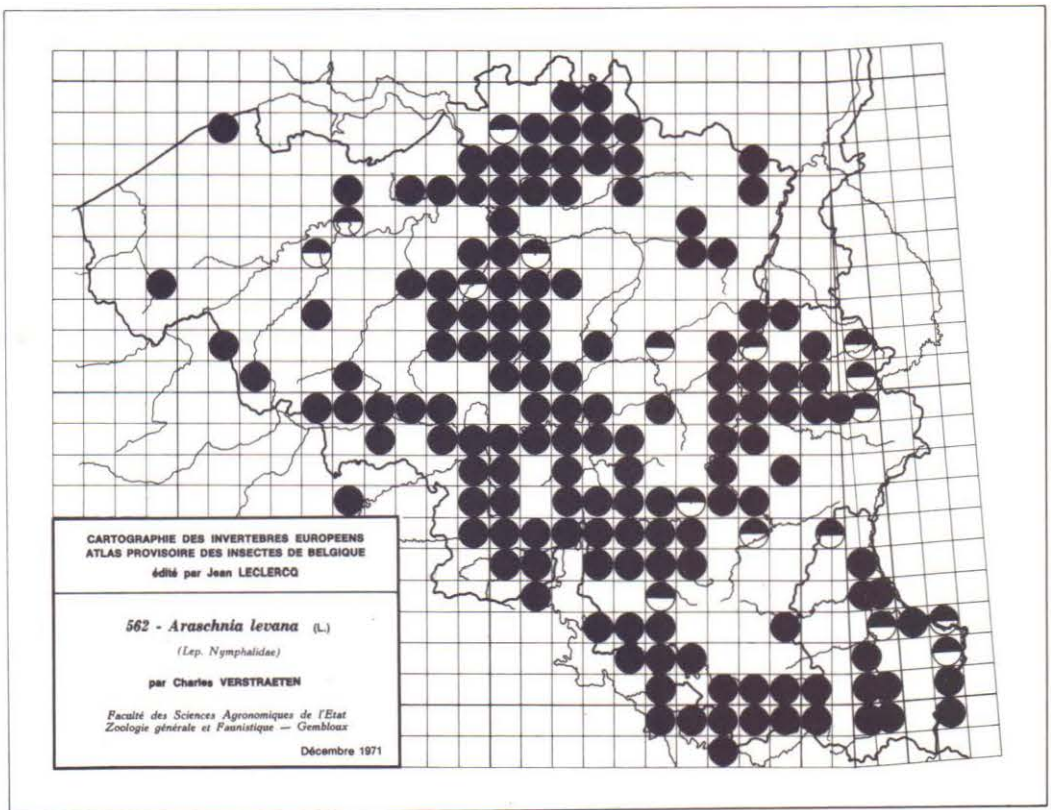 CARTOGRAPHIE DES INVERTEBRES EUROPEENS
ATLAS PROVISOIRE DES INSECTES DE BELGIQUE
édité par Jean LECLERCQ
562 - Araschnia levana (L.)
(Lep. Nymphalidae)
par Charles VERSTRAETEN
Faculté des Sciences Agronomiques de l'Etat
Zoologie générale et Faunistique — Gembloux
Décembre 1971